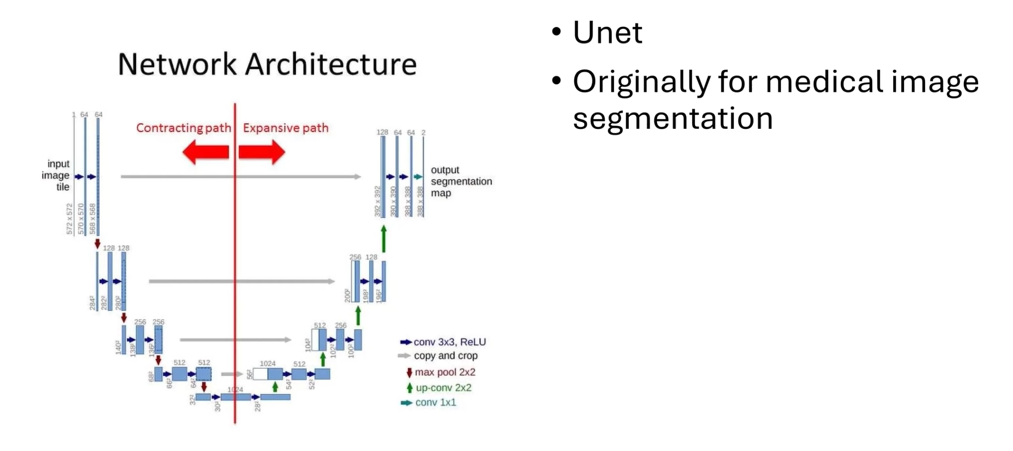 Network Architecture
Contracting path
Expansive path
1 64 64
128 64 64 2
input
image
tile
output
segmentation
map
572 x 572
570 x 570
568 x 568
392 x 392
390 x 390
388 x 388
388 x 388
128 128
256 128
284²
282²
280²
200²
198²
196²
256 256
512 256
140²
138²
136²
104²
102²
100²
512 512
1024 512
68²
66²
64²
56²
54²
52²
1024
32²
30²
28²
conv 3x3, ReLU
copy and crop
max pool 2x2
up-conv 2x2
conv 1x1
• Unet
• Originally for medical image
segmentation